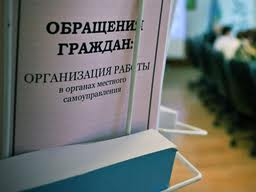 ОБРАЩЕНИЯ
ГРАЖДАН:
ОРГАНИЗАЦИЯ РАБОТЫ
в органах местного
самоуправления